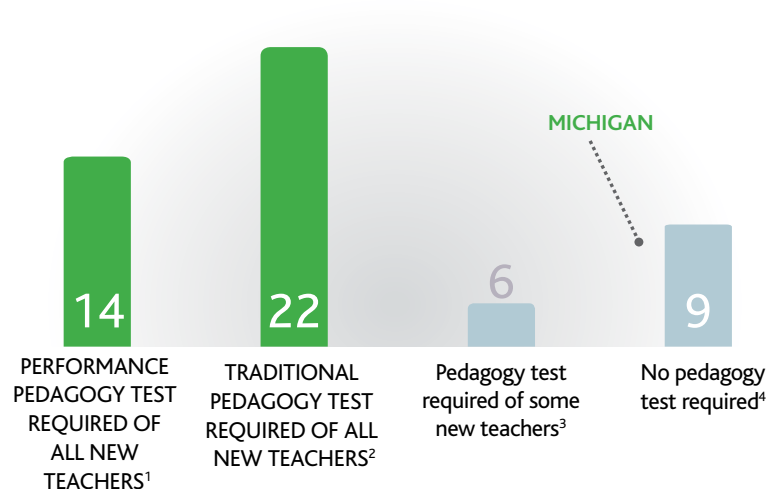 MICHIGAN
14
22
6
9
PERFORMANCE
PEDAGOGY TEST
REQUIRED OF
ALL NEW
TEACHERS¹
TRADITIONAL
PEDAGOGY TEST
REQUIRED OF ALL
NEW TEACHERS²
Pedagogy test
required of some
new teachers³
No pedagogy
test required⁴